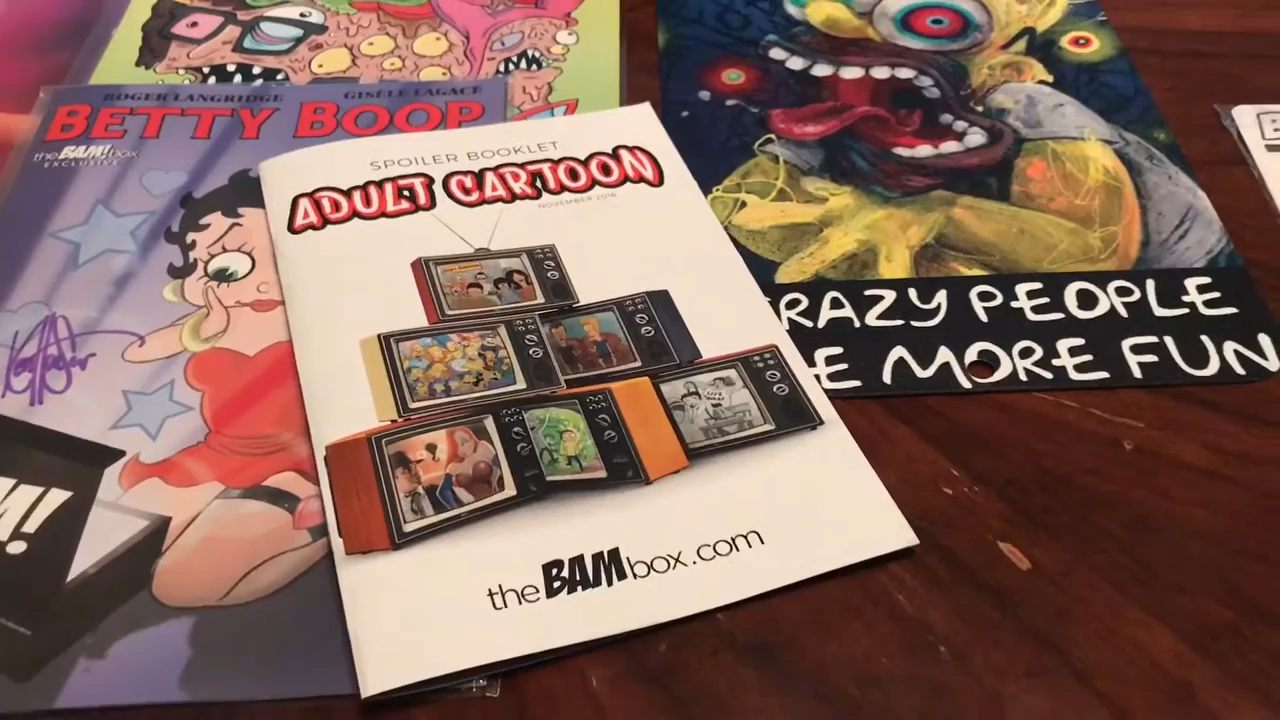 ROGER LANGRIDGE GISÈLE LAGACÉ
BETTY BOOP
the BAM! box
EXCLUSIVE
SPOILER BOOKLET
ADULT CARTOON
NOVEMBER 2016
theBAMbox.com
RAZY PEOPLE
E MORE FUN
M!